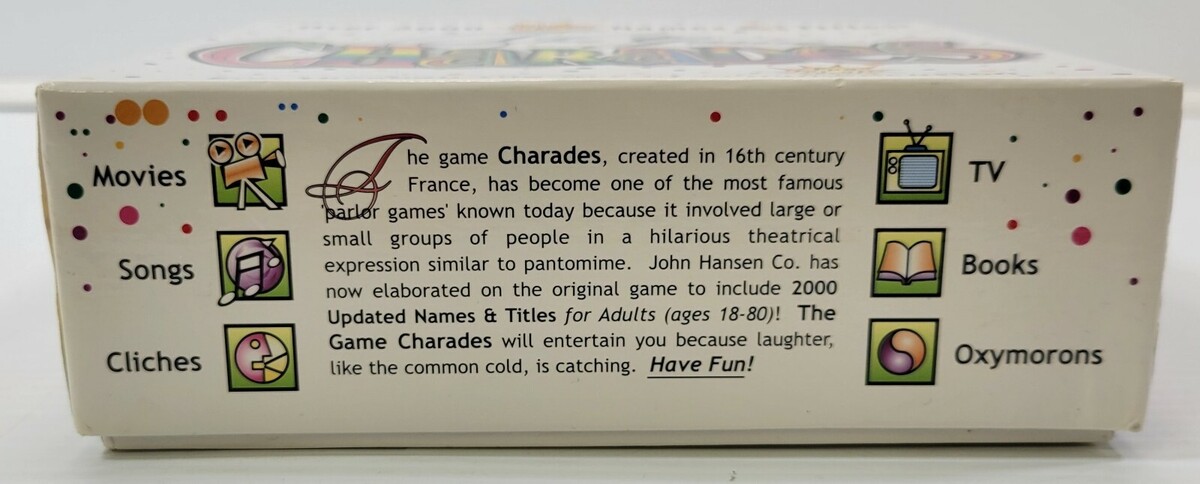 CHARADES
Movies
Songs
Cliches
The game Charades, created in 16th century
France, has become one of the most famous
'parlor games' known today because it involved large or
small groups of people in a hilarious theatrical
expression similar to pantomime. John Hansen Co. has
now elaborated on the original game to include 2000
Updated Names & Titles for Adults (ages 18-80)! The
Game Charades will entertain you because laughter,
like the common cold, is catching. Have Fun!
TV
Books
Oxymorons